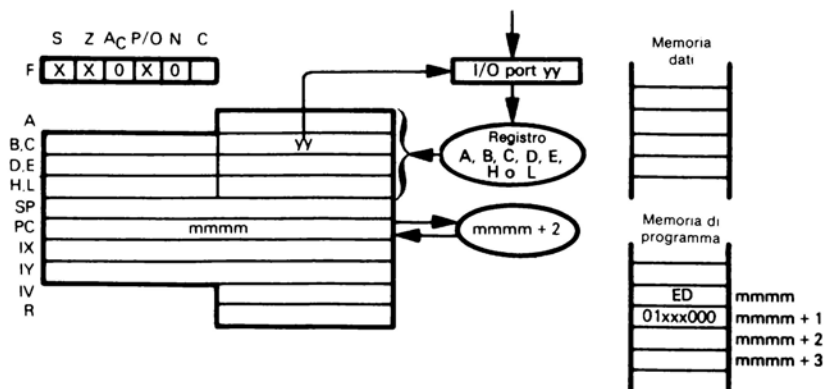 S Z AC P/O N C
F X X 0 X 0
I/O port yy
Memoria
dati
A
B,C yy
D,E
H,L
SP
PC mmmm
IX
IY
IV
R
Registro
A, B, C, D, E,
H o L
mmmm + 2
Memoria di
programma
ED mmmm
01xxx000 mmmm + 1
mmmm + 2
mmmm + 3